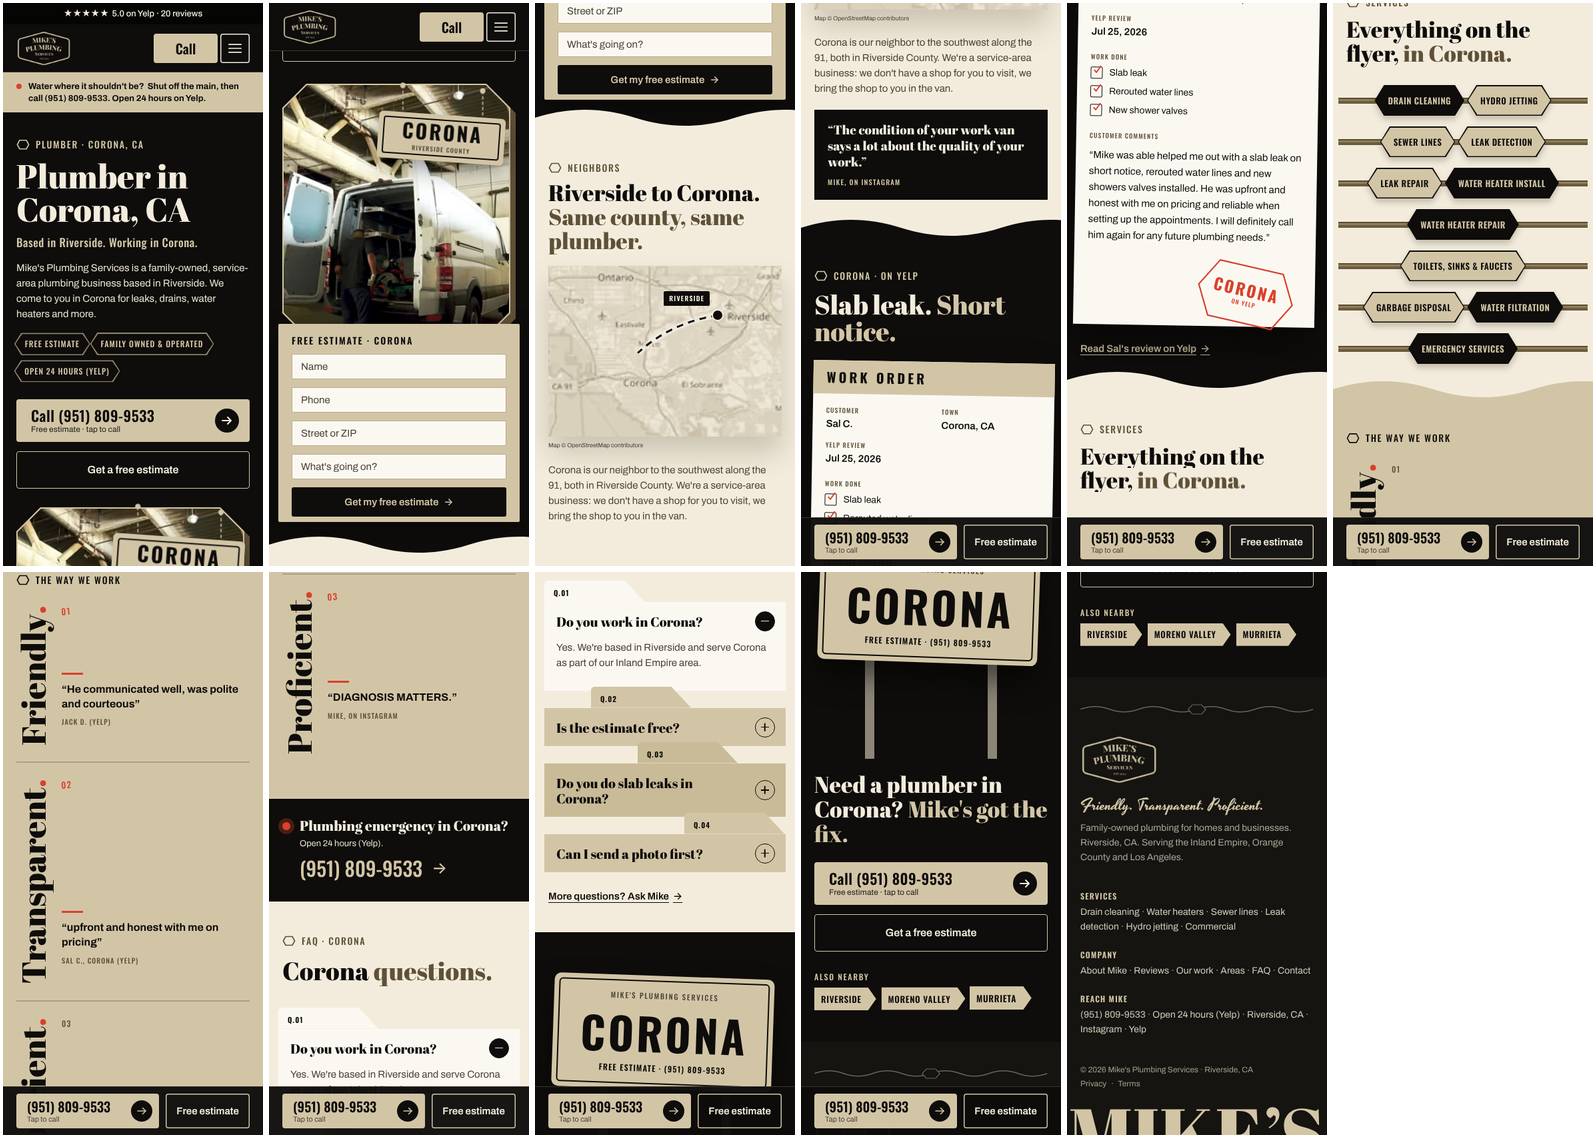 ★★★★★ 5.0 on Yelp · 20 reviews
MIKE'S
PLUMBING
SERVICES
Call
Water where it shouldn't be? Shut off the main, then
call (951) 809-9533. Open 24 hours on Yelp.
PLUMBER · CORONA, CA
Plumber in
Corona, CA
Based in Riverside. Working in Corona.
Mike's Plumbing Services is a family-owned, service-
area plumbing business based in Riverside. We
come to you in Corona for leaks, drains, water
heaters and more.
FREE ESTIMATE
FAMILY OWNED & OPERATED
OPEN 24 HOURS (YELP)
Call (951) 809-9533
Free estimate · tap to call
Get a free estimate
CORONA
MIKE'S
PLUMBING
SERVICES
Call
CORONA
RIVERSIDE COUNTY
FREE ESTIMATE · CORONA
Name
Phone
Street or ZIP
What's going on?
Get my free estimate →
Street or ZIP
What's going on?
Get my free estimate →
NEIGHBORS
Riverside to Corona.
Same county, same
plumber.
Ontario
Grand
Chino
RIVERSIDE
Riverside
Eastvale
CA 91
Corona
El Sobrante
M
Map © OpenStreetMap contributors
Corona is our neighbor to the southwest along the
91, both in Riverside County. We're a service-area
business: we don't have a shop for you to visit, we
bring the shop to you in the van.
Map © OpenStreetMap contributors
Corona is our neighbor to the southwest along the
91, both in Riverside County. We're a service-area
business: we don't have a shop for you to visit, we
bring the shop to you in the van.
“The condition of your work van
says a lot about the quality of your
work.”
MIKE, ON INSTAGRAM
CORONA · ON YELP
Slab leak. Short
notice.
WORK ORDER
CUSTOMER
Sal C.
TOWN
Corona, CA
YELP REVIEW
Jul 25, 2026
WORK DONE
Slab leak
Rerouted water lines
(951) 809-9533
Tap to call
Free estimate
YELP REVIEW
Jul 25, 2026
WORK DONE
Slab leak
Rerouted water lines
New shower valves
CUSTOMER COMMENTS
“Mike was able helped me out with a slab leak on
short notice, rerouted water lines and new
showers valves installed. He was upfront and
honest with me on pricing and reliable when
setting up the appointments. I will definitely call
him again for any future plumbing needs.”
CORONA
ON YELP
Read Sal's review on Yelp →
SERVICES
Everything on the
flyer, in Corona.
(951) 809-9533
Tap to call
Free estimate
SERVICES
Everything on the
flyer, in Corona.
DRAIN CLEANING
HYDRO JETTING
SEWER LINES
LEAK DETECTION
LEAK REPAIR
WATER HEATER INSTALL
WATER HEATER REPAIR
TOILETS, SINKS & FAUCETS
GARBAGE DISPOSAL
WATER FILTRATION
EMERGENCY SERVICES
THE WAY WE WORK
01
dly.
(951) 809-9533
Tap to call
Free estimate
THE WAY WE WORK
Friendly.
01
“He communicated well, was polite
and courteous”
JACK D. (YELP)
Transparent.
02
“upfront and honest with me on
pricing”
SAL C., CORONA (YELP)
ient.
03
(951) 809-9533
Tap to call
Free estimate
Proficient.
03
“DIAGNOSIS MATTERS.”
MIKE, ON INSTAGRAM
Plumbing emergency in Corona?
Open 24 hours (Yelp).
(951) 809-9533 →
FAQ · CORONA
Corona questions.
Q.01
Do you work in Corona?
Yes. We're based in Riverside and serve Corona
(951) 809-9533
Tap to call
Free estimate
Q.01
Do you work in Corona?
Yes. We're based in Riverside and serve Corona
as part of our Inland Empire area.
Q.02
Is the estimate free?
Q.03
Do you do slab leaks in
Corona?
Q.04
Can I send a photo first?
More questions? Ask Mike →
MIKE'S PLUMBING SERVICES
CORONA
FREE ESTIMATE · (951) 809-9533
(951) 809-9533
Tap to call
Free estimate
CORONA
FREE ESTIMATE · (951) 809-9533
Need a plumber in
Corona? Mike's got the
fix.
Call (951) 809-9533
Free estimate · tap to call
Get a free estimate
ALSO NEARBY
RIVERSIDE
MORENO VALLEY
MURRIETA
(951) 809-9533
Tap to call
Free estimate
ALSO NEARBY
RIVERSIDE
MORENO VALLEY
MURRIETA
MIKE'S
PLUMBING
SERVICES
Friendly. Transparent. Proficient.
Family-owned plumbing for homes and businesses.
Riverside, CA. Serving the Inland Empire, Orange
County and Los Angeles.
SERVICES
Drain cleaning · Water heaters · Sewer lines · Leak
detection · Hydro jetting · Commercial
COMPANY
About Mike · Reviews · Our work · Areas · FAQ · Contact
REACH MIKE
(951) 809-9533 · Open 24 hours (Yelp) · Riverside, CA ·
Instagram · Yelp
© 2026 Mike's Plumbing Services · Riverside, CA
Privacy · Terms
MIKE'S